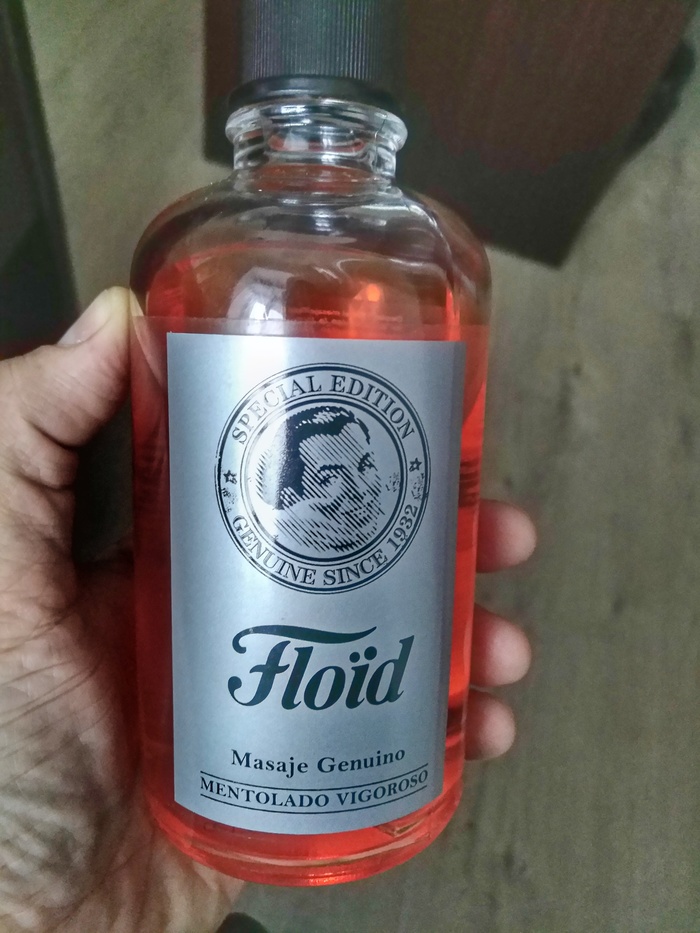 SPECIAL EDITION
GENUINE SINCE 1932
Floïd
Masaje Genuino
MENTOLADO VIGOROSO